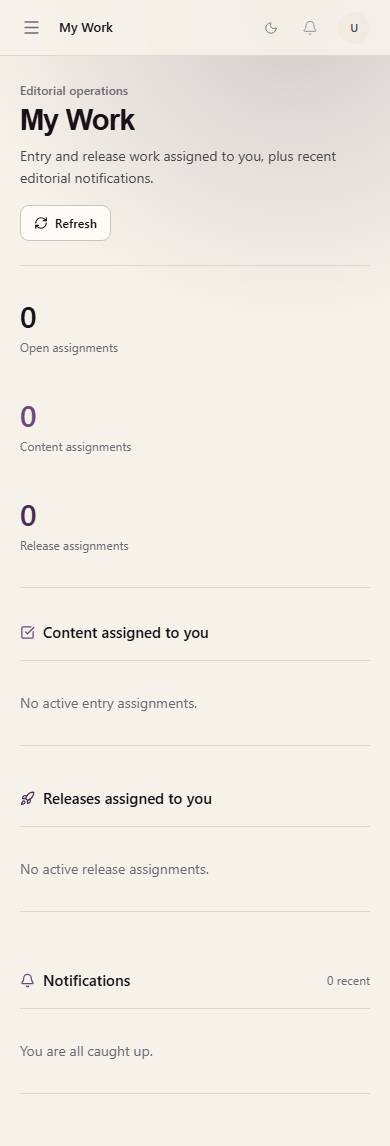 My Work
U
Editorial operations
My Work
Entry and release work assigned to you, plus recent
editorial notifications.
Refresh
0
Open assignments
0
Content assignments
0
Release assignments
Content assigned to you
No active entry assignments.
Releases assigned to you
No active release assignments.
Notifications
0 recent
You are all caught up.